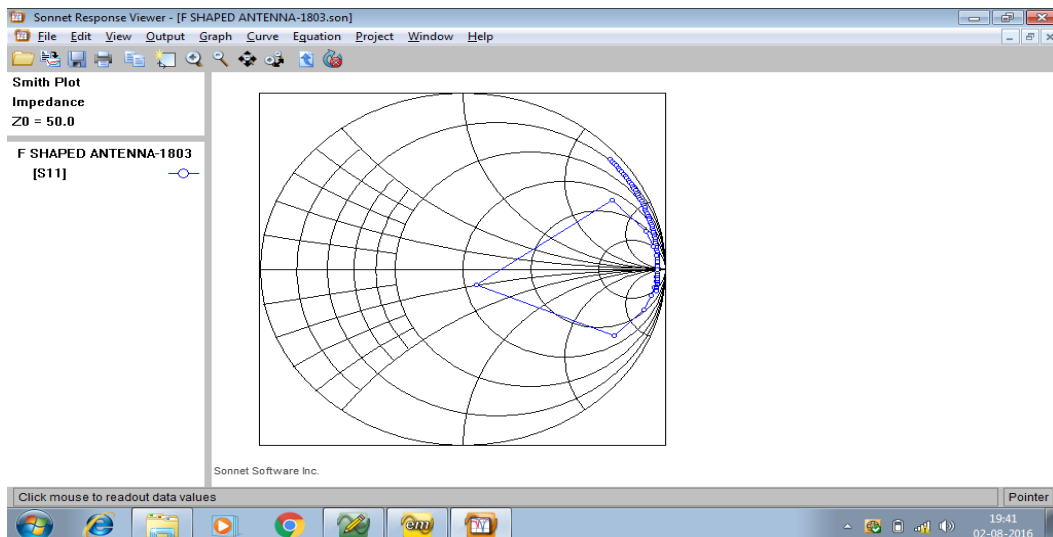 Sonnet Response Viewer - [F SHAPED ANTENNA-1803.son]
File Edit View Output Graph Curve Equation Project Window Help
Smith Plot
Impedance
Z0 = 50.0
F SHAPED ANTENNA-1803
[S11]
Sonnet Software Inc.
Click mouse to readout data values
Pointer
em
19:41
02-08-2016